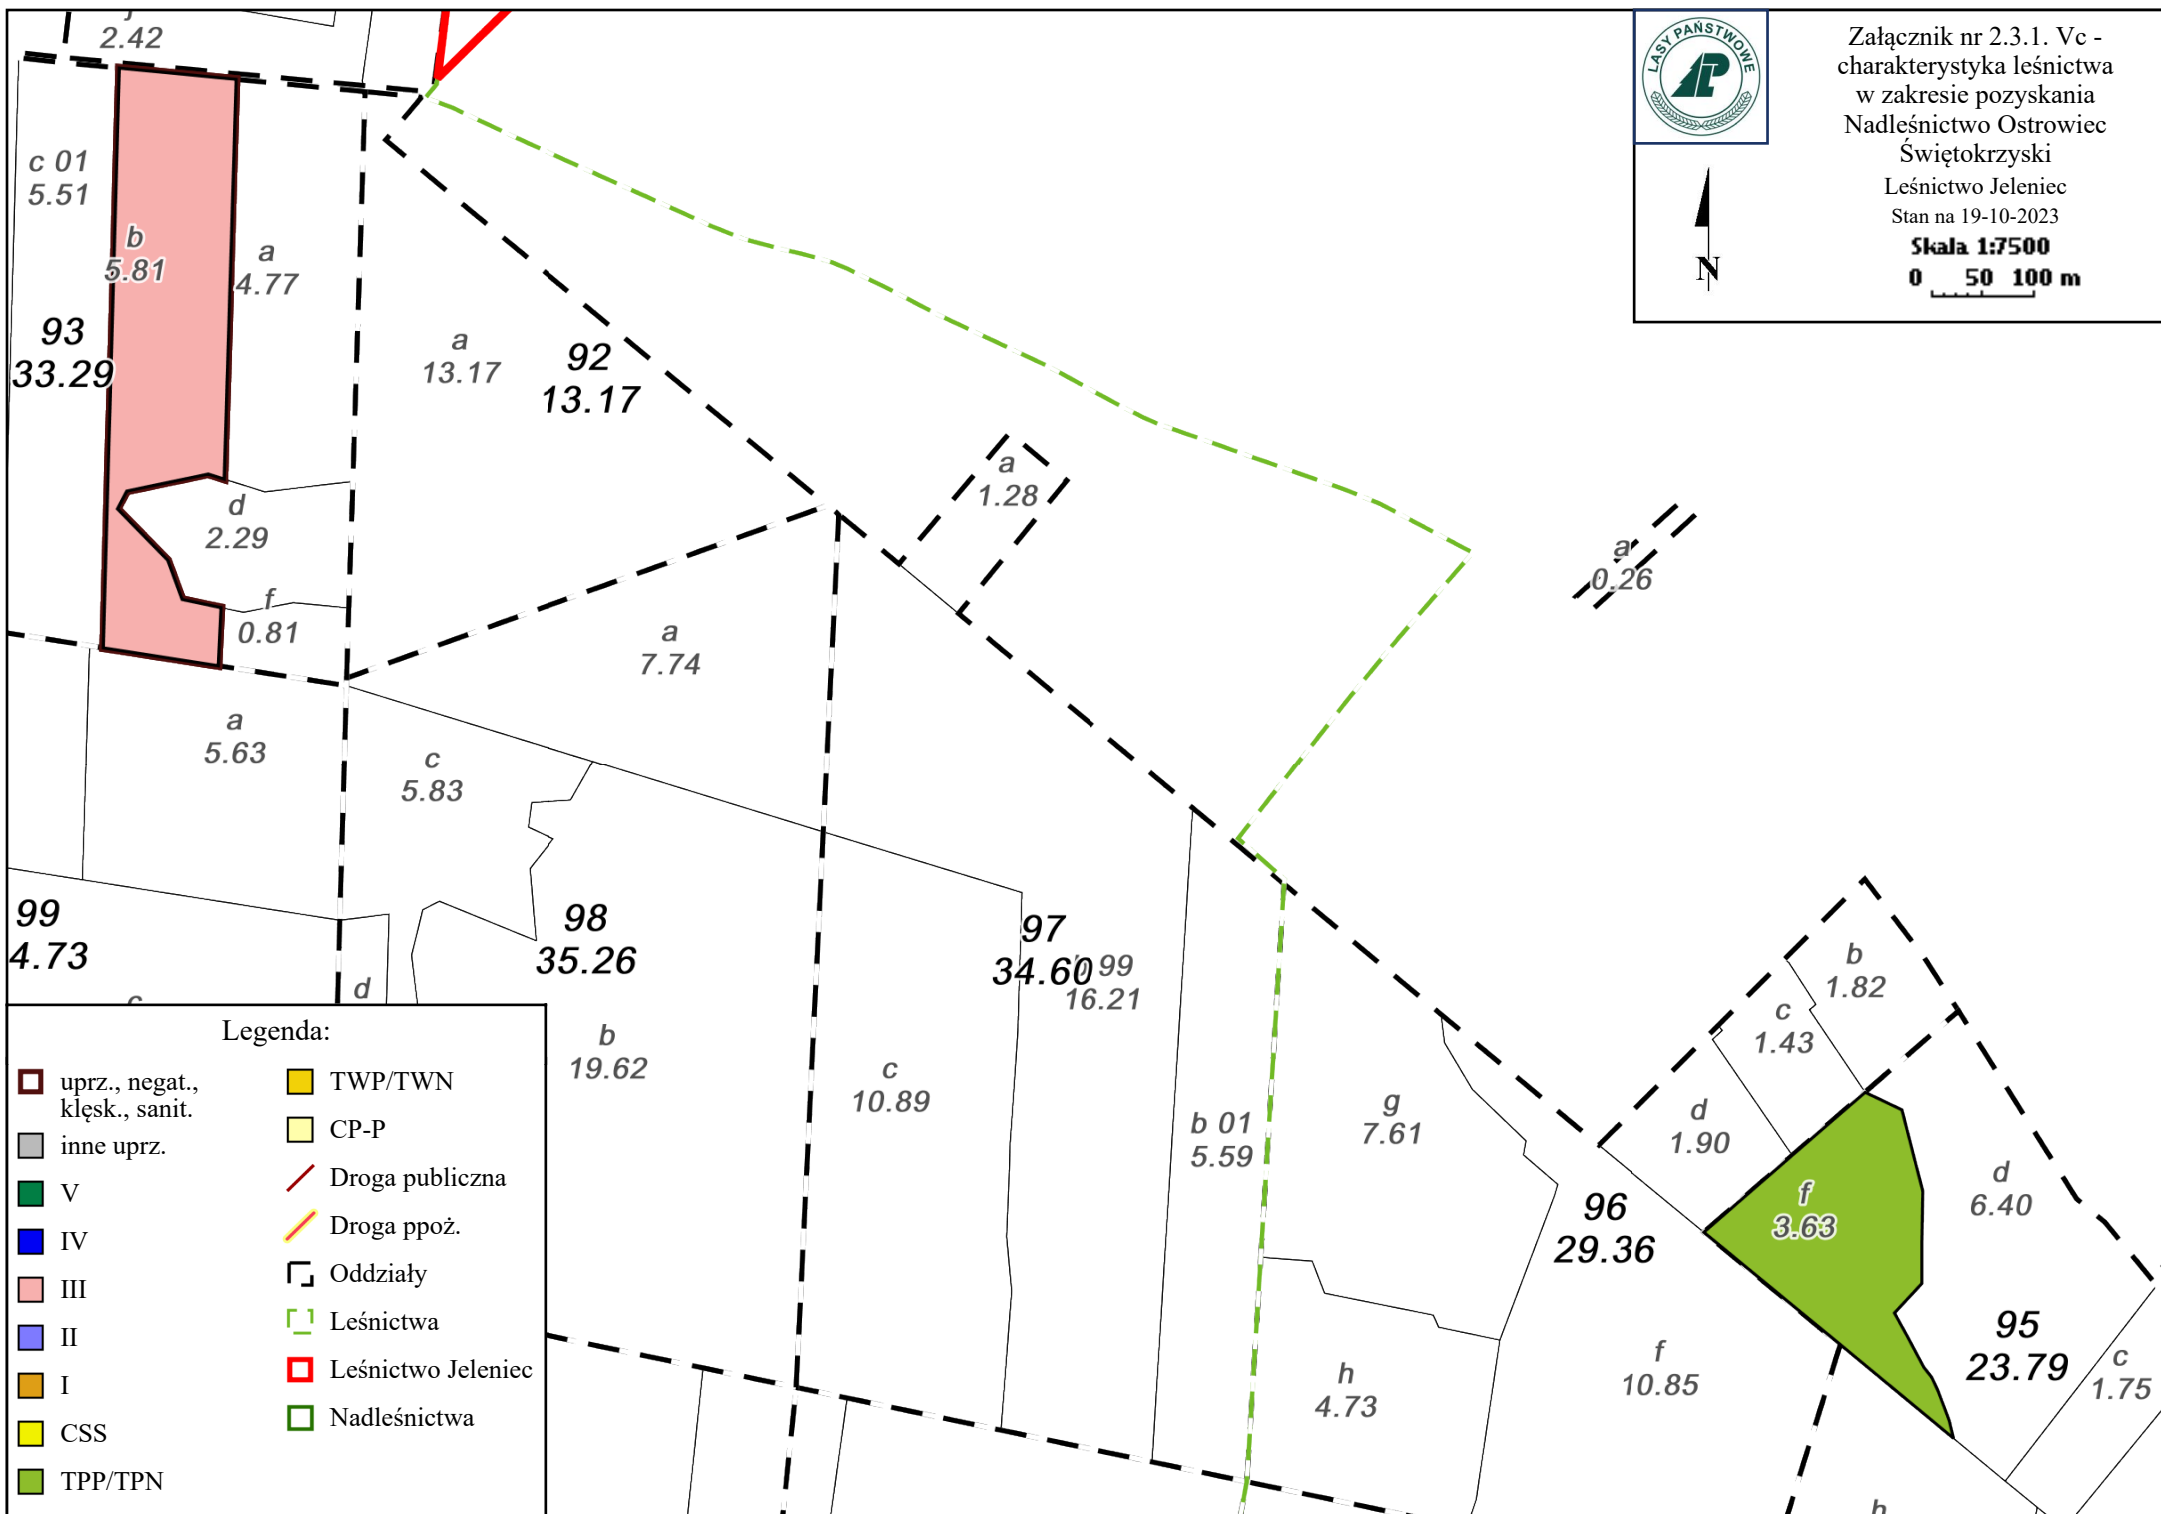 2.42
LASY PAŃSTWOWE
Załącznik nr 2.3.1. Vc -
charakterystyka leśnictwa
w zakresie pozyskania
Nadleśnictwo Ostrowiec
Świętokrzyski
Leśnictwo Jeleniec
Stan na 19-10-2023
Skala 1:7500
0 50 100 m
N
c 01
5.51
b
5.81
a
4.77
93
33.29
a
13.17
92
13.17
a
1.28
d
2.29
a
0.26
f
0.81
a
7.74
a
5.63
c
5.83
99
4.73
98
35.26
97
34.60
99
16.21
b
1.82
c
1.43
c
d
b
19.62
c
10.89
b 01
5.59
g
7.61
d
1.90
f
3.63
d
6.40
96
29.36
95
23.79
c
1.75
f
10.85
h
4.73
Legenda:
uprz., negat.,
klęsk., sanit.
inne uprz.
V
IV
III
II
I
CSS
TPP/TPN
TWP/TWN
CP-P
Droga publiczna
Droga ppoż.
Oddziały
Leśnictwa
Leśnictwo Jeleniec
Nadleśnictwa